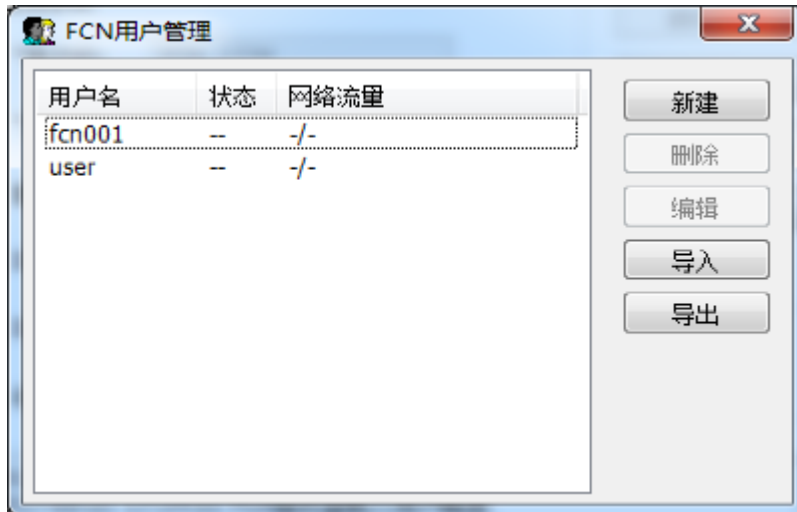 FCN用户管理
用户名 状态 网络流量
fcn001 -- -/-
user -- -/-
新建
删除
编辑
导入
导出